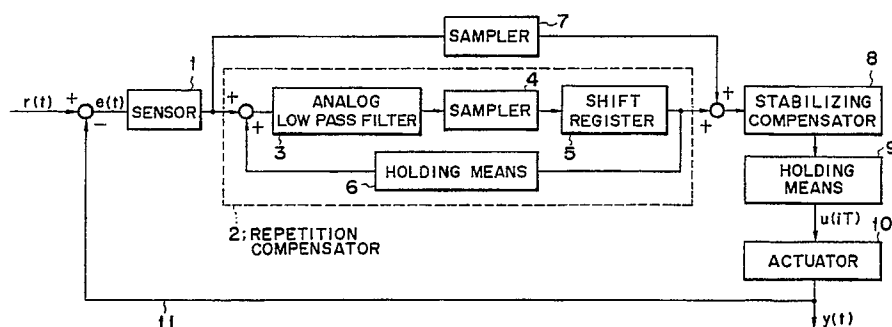 7
SAMPLER
1
4
8
r(t)
+
e(t)
−
SENSOR
+
+
ANALOG
LOW PASS FILTER
3
SAMPLER
SHIFT
REGISTER
5
+
+
STABILIZING
COMPENSATOR
9
HOLDING MEANS
6
HOLDING
MEANS
2; REPETITION
COMPENSATOR
u(iT)
10
ACTUATOR
11
y(t)